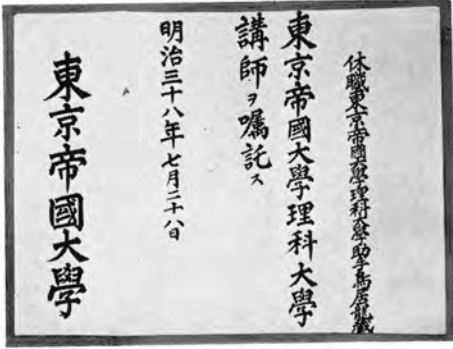 休職東京帝國大學理科大學助手鳥居龍藏
東京帝國大學理科大學
講師ヲ嘱託ス
明治三十八年七月二十八日
東京帝國大學